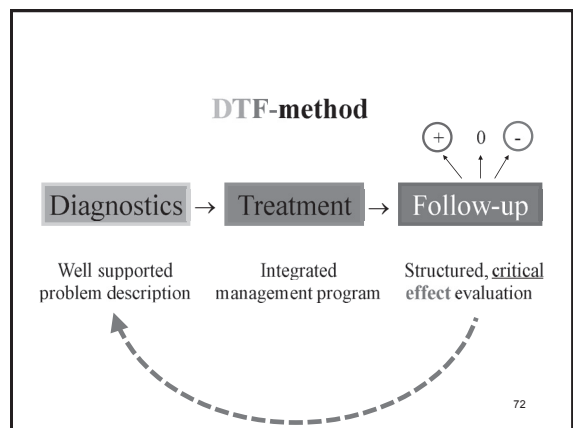 DTF-method
+ 0 -
Diagnostics → Treatment → Follow-up
Well supported
problem description
Integrated
management program
Structured, critical
effect evaluation
72